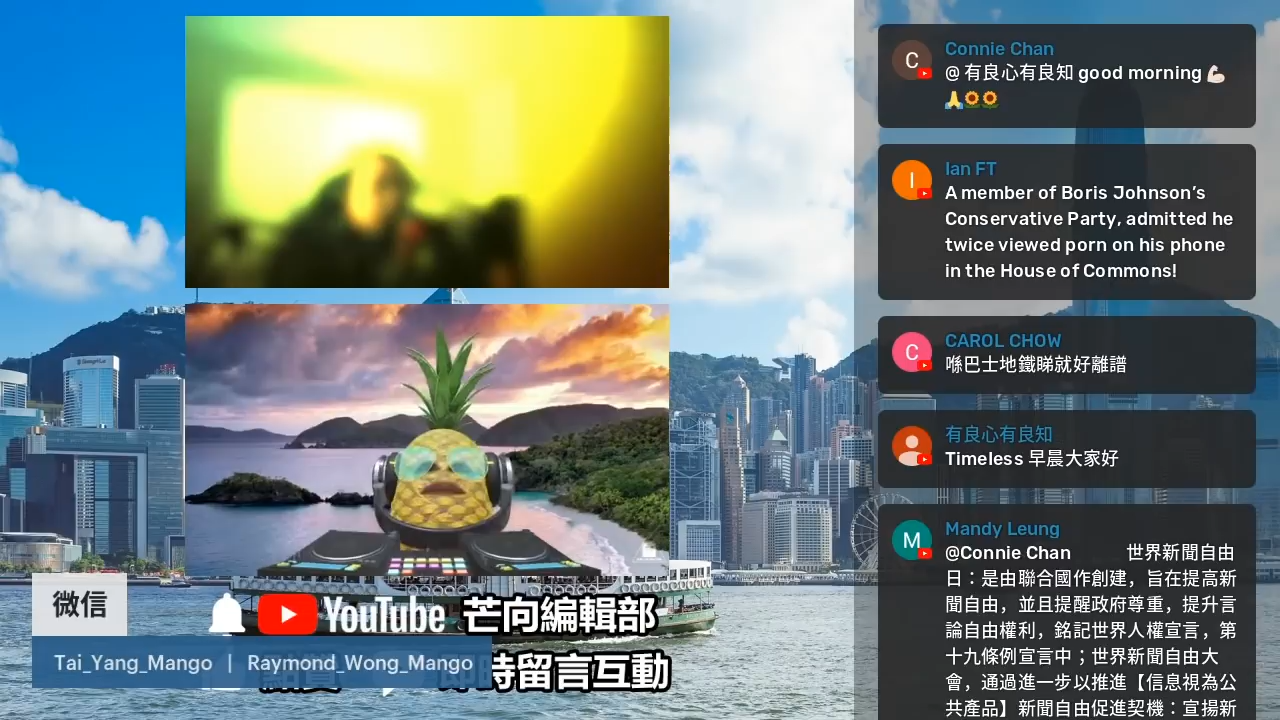 Connie Chan
@ 有良心有良知 good morning 💪🏻
🙏🌻🌻
Ian FT
A member of Boris Johnson’s
Conservative Party, admitted he
twice viewed porn on his phone
in the House of Commons!
CAROL CHOW
喺巴士地鐵睇就好離譜
有良心有良知
Timeless 早晨大家好
Mandy Leung
@Connie Chan 世界新聞自由
日：是由聯合國作創建，旨在提高新
聞自由，並且提醒政府尊重，提升言
論自由權利，銘記世界人權宣言，第
十九條例宣言中；世界新聞自由大
會，通過進一步以推進【信息視為公
共產品】新聞自由促進契機：宣揚新
微信
Tai_Yang_Mango | Raymond_Wong_Mango
YouTube 芒向編輯部
時留言互動